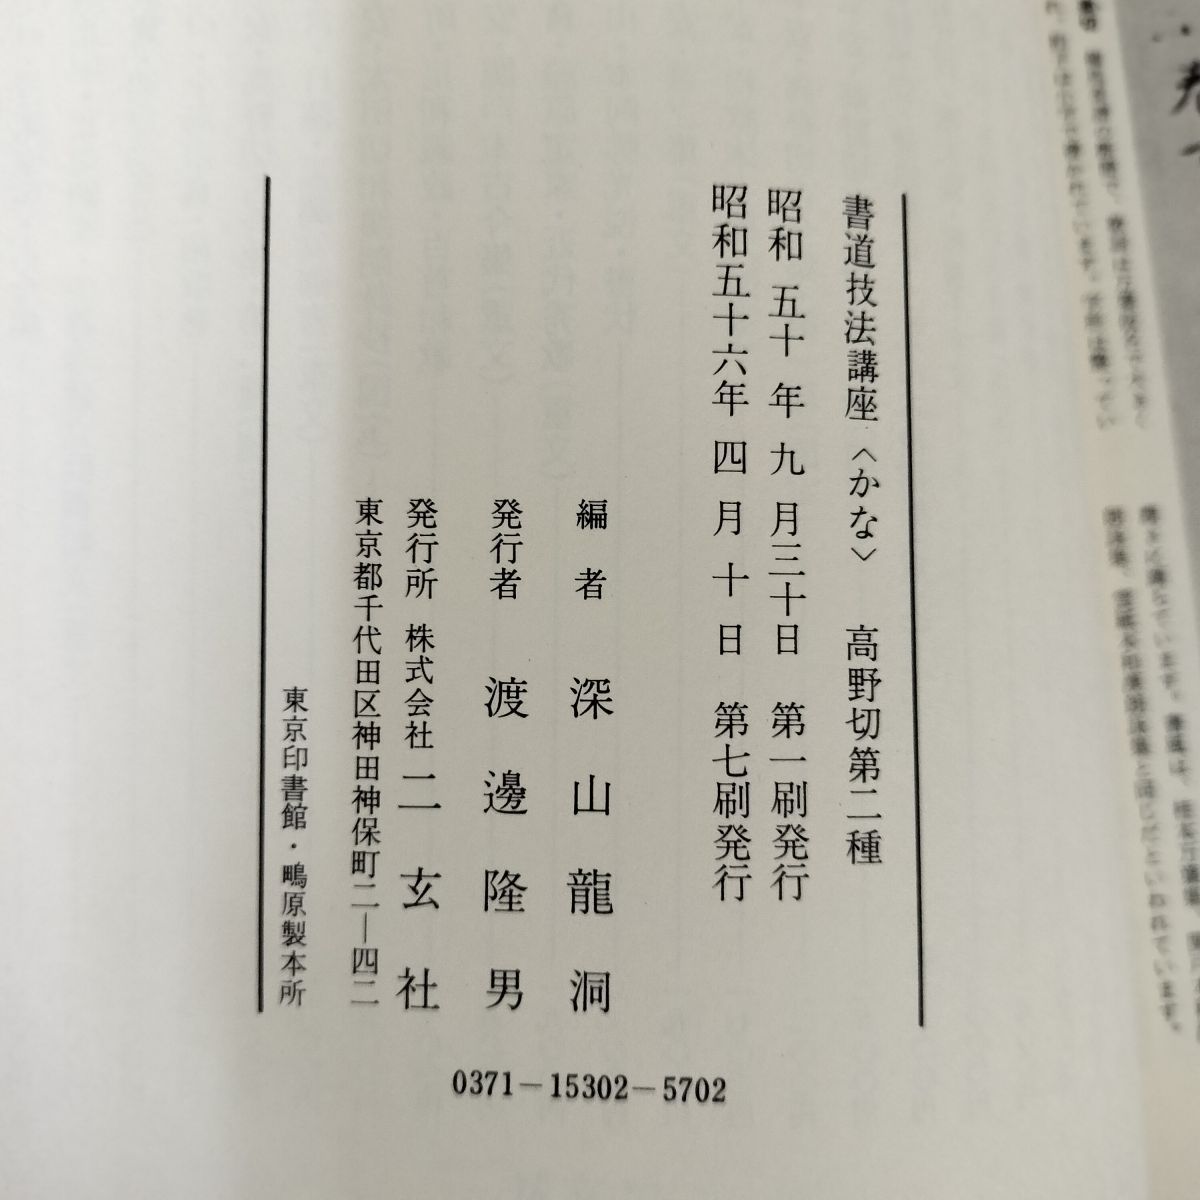 書道技法講座〈かな〉 高野切第二種
昭和五十年九月三十日 第一刷発行
昭和五十六年四月十日 第七刷発行
編者 深山龍洞
発行者 渡邊隆男
発行所 株式会社二玄社
東京都千代田区神田神保町二—四二
東京印書館・鴫原製本所
0371—15302—5702